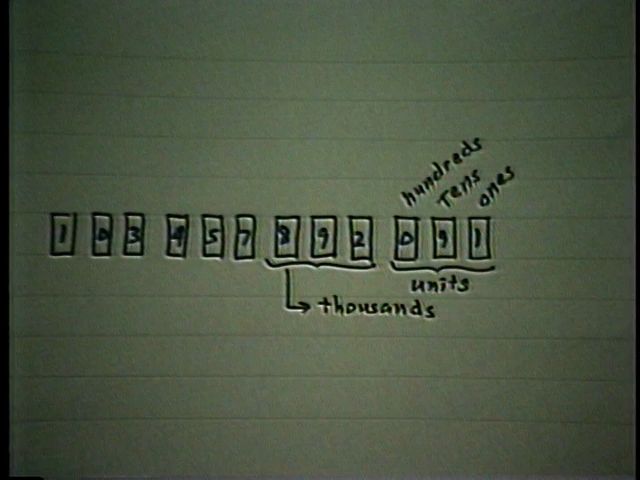 hundreds
Tens
ones
1 0 3 4 5 7 8 9 2 0 9 1
units
thousands